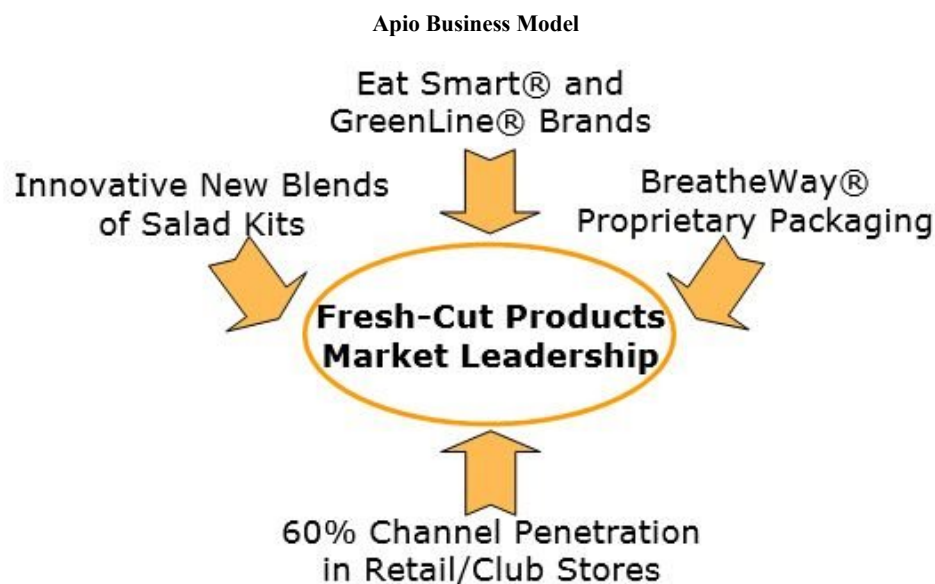 Apio Business Model
Eat Smart® and
GreenLine® Brands
Innovative New Blends
of Salad Kits
BreatheWay®
Proprietary Packaging
Fresh-Cut Products
Market Leadership
60% Channel Penetration
in Retail/Club Stores